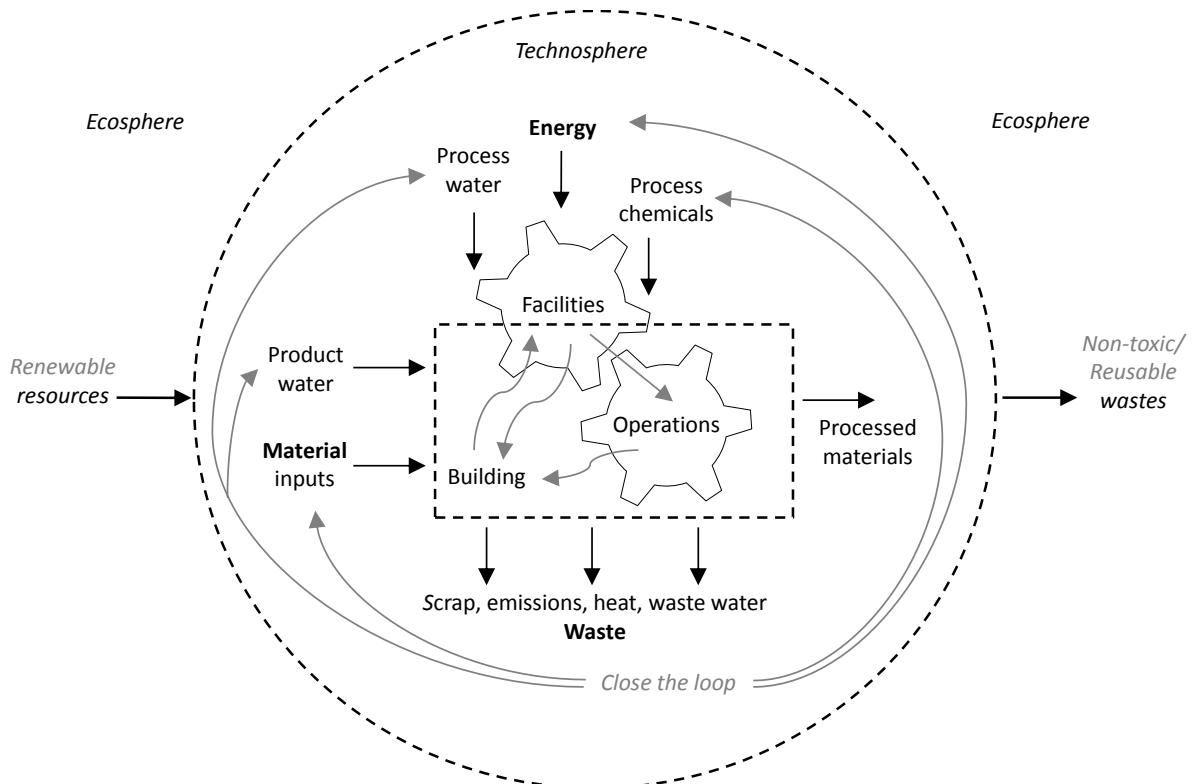 Technosphere
Ecosphere
Ecosphere
Energy
Process
water
Process
chemicals
Facilities
Renewable
resources
Product
water
Non-toxic/
Reusable
wastes
Operations
Processed
materials
Material
inputs
Building
Scrap, emissions, heat, waste water
Waste
Close the loop